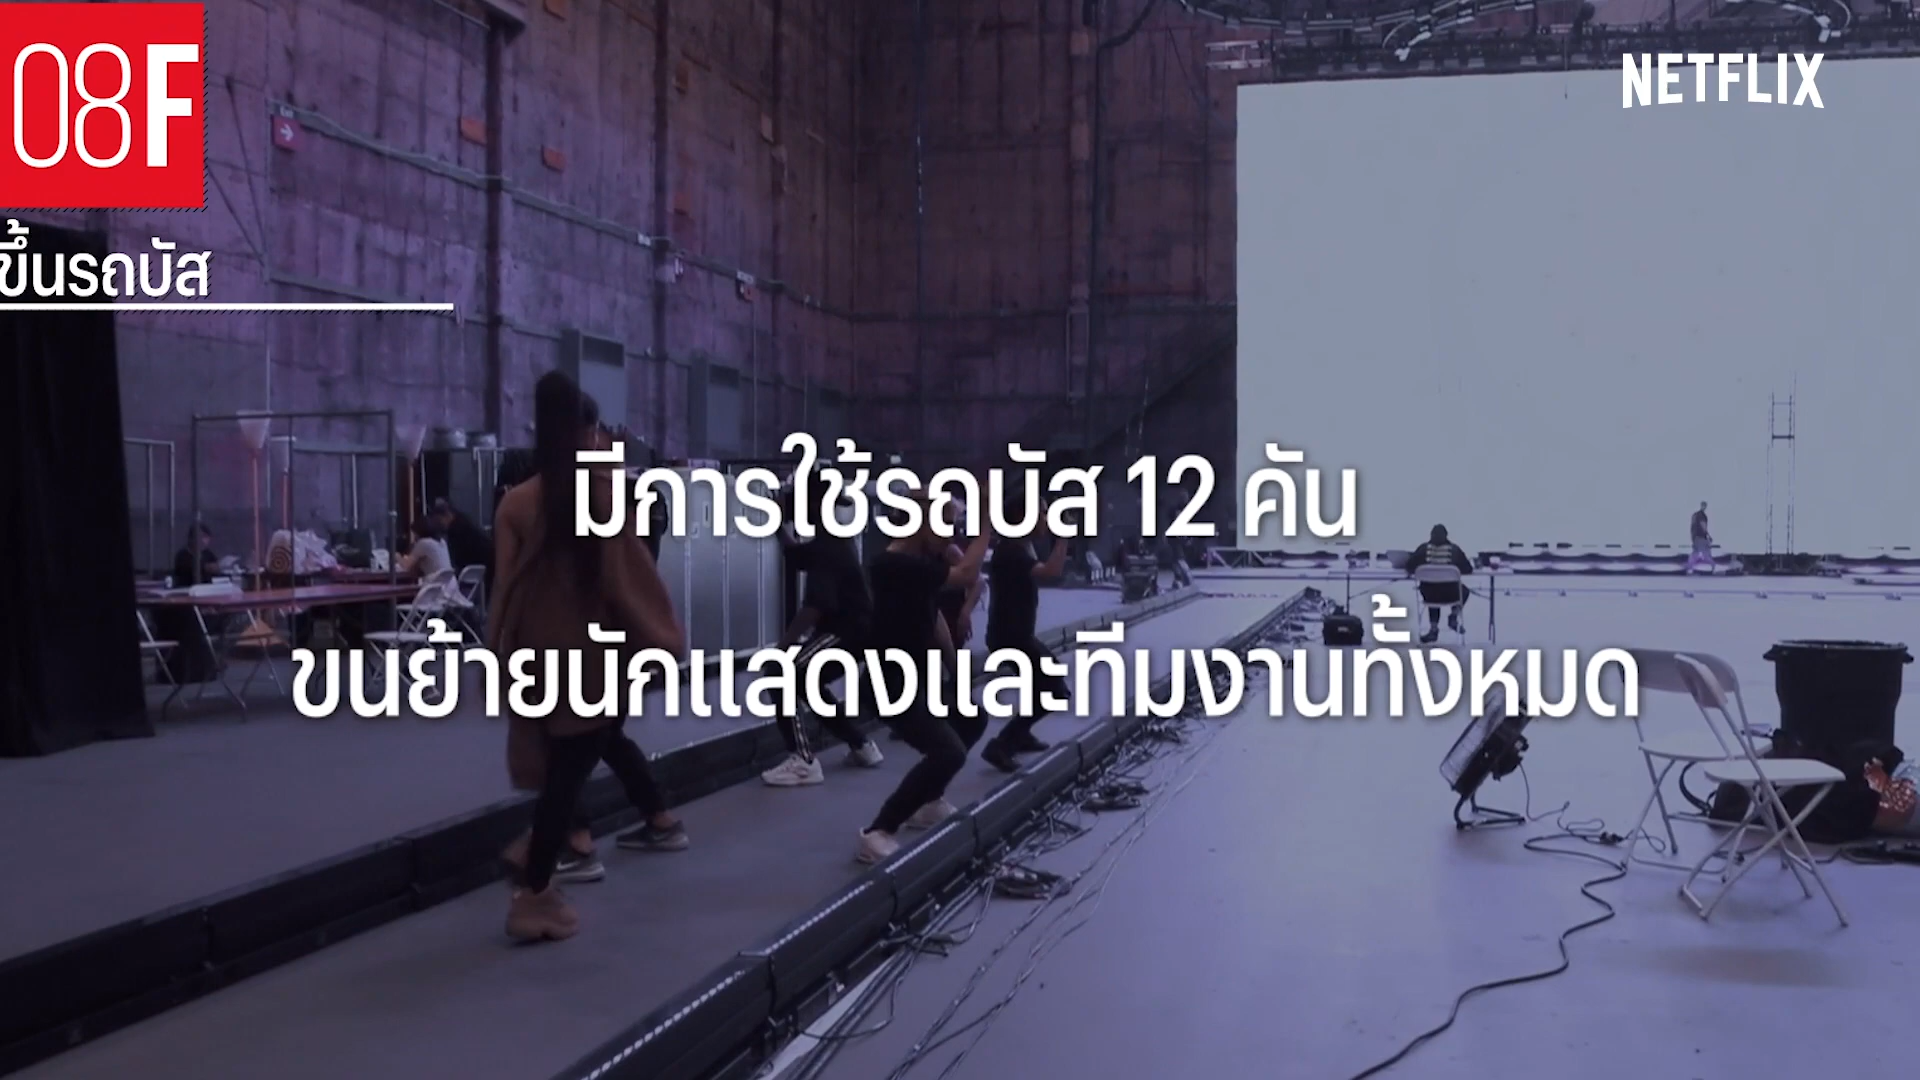 08F
NETFLIX
ขึ้นรถบัส
มีการใช้รถบัส 12 คัน
ขนย้ายนักแสดงและทีมงานทั้งหมด